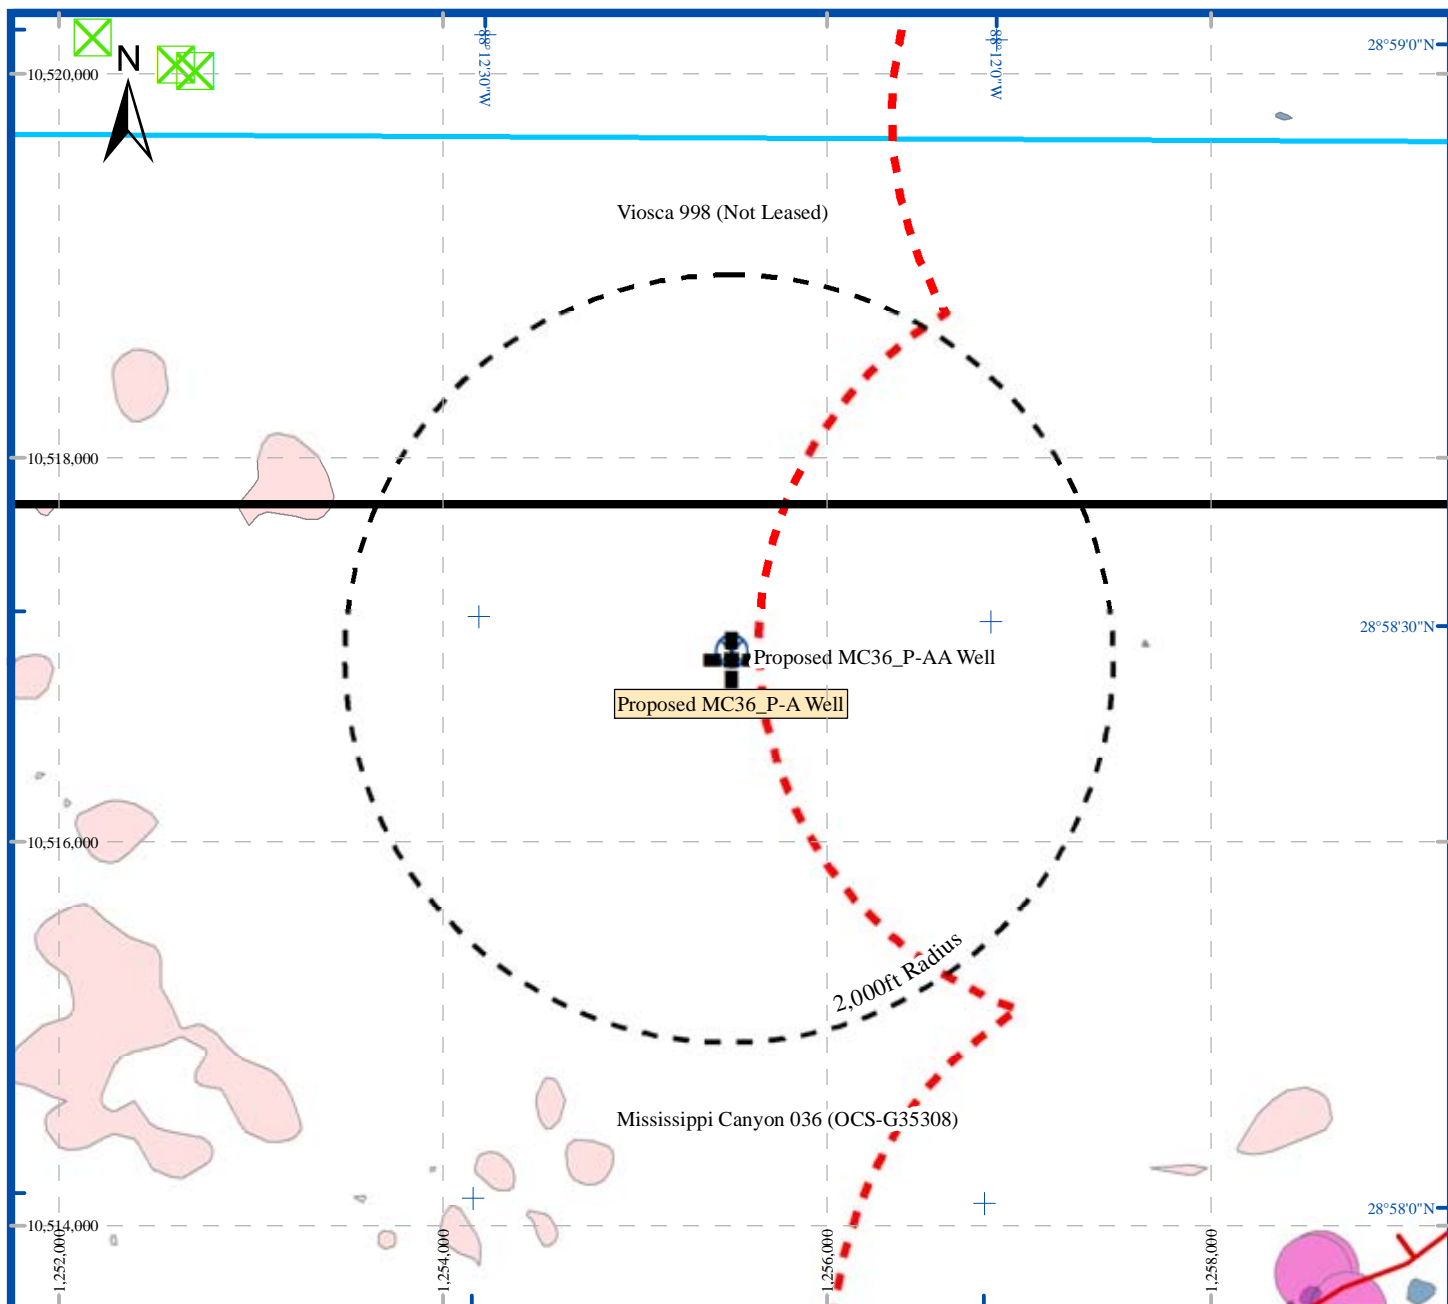 88°12'30"W
88°12'0"W
28°59'0"N
N
10,520,000
Viosca 998 (Not Leased)
10,518,000
28°58'30"N
Proposed MC36_P-AA Well
Proposed MC36_P-A Well
10,516,000
2,000ft Radius
Mississippi Canyon 036 (OCS-G35308)
28°58'0"N
10,514,000
1,252,000
1,254,000
1,256,000
1,258,000